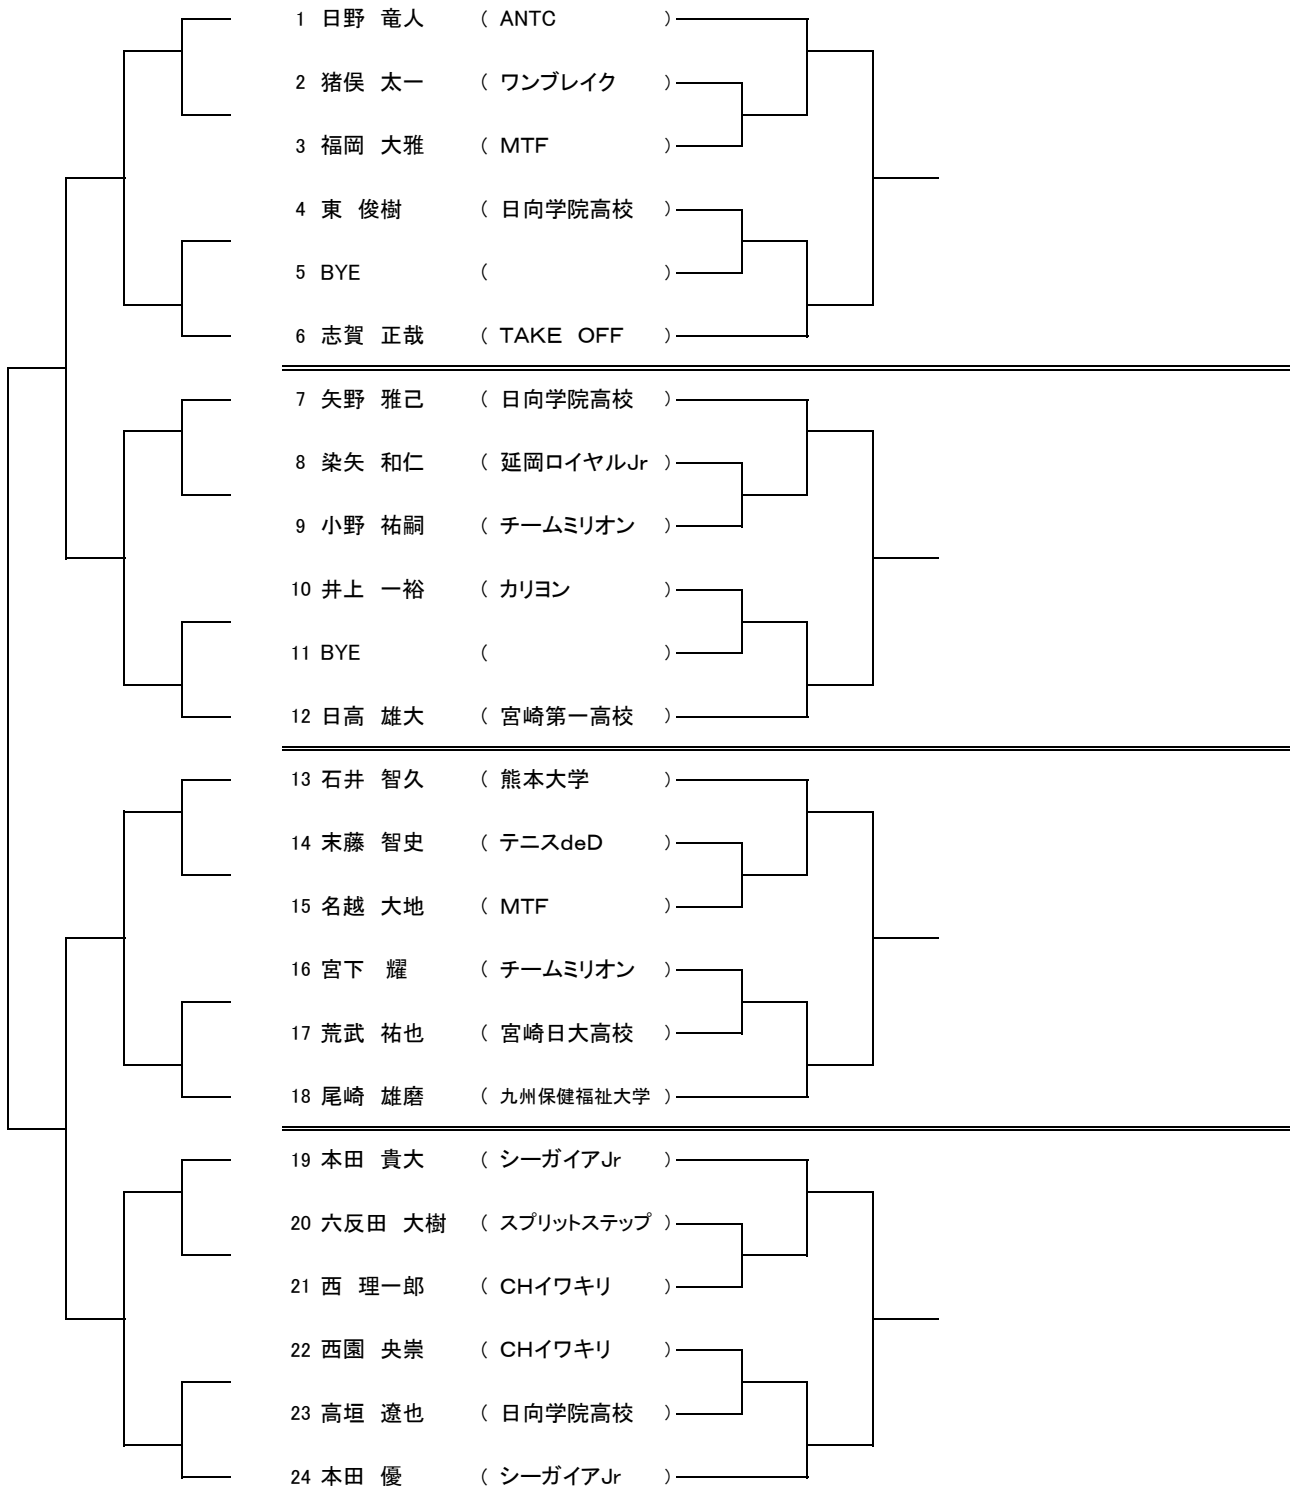 1 日野 竜人 ( ANTC )
2 猪俣 太一 ( ワンブレイク )
3 福岡 大雅 ( MTF )
4 東 俊樹 ( 日向学院高校 )
5 BYE ( )
6 志賀 正哉 ( TAKE OFF )
7 矢野 雅己 ( 日向学院高校 )
8 染矢 和仁 ( 延岡ロイヤルJr )
9 小野 祐嗣 ( チームミリオン )
10 井上 一裕 ( カリヨン )
11 BYE ( )
12 日高 雄大 ( 宮崎第一高校 )
13 石井 智久 ( 熊本大学 )
14 末藤 智史 ( テニスdeD )
15 名越 大地 ( MTF )
16 宮下 耀 ( チームミリオン )
17 荒武 祐也 ( 宮崎日大高校 )
18 尾崎 雄磨 ( 九州保健福祉大学 )
19 本田 貴大 ( シーガイアJr )
20 六反田 大樹 ( スプリットステップ )
21 西 理一郎 ( CHイワキリ )
22 西園 央崇 ( CHイワキリ )
23 高垣 遼也 ( 日向学院高校 )
24 本田 優 ( シーガイアJr )